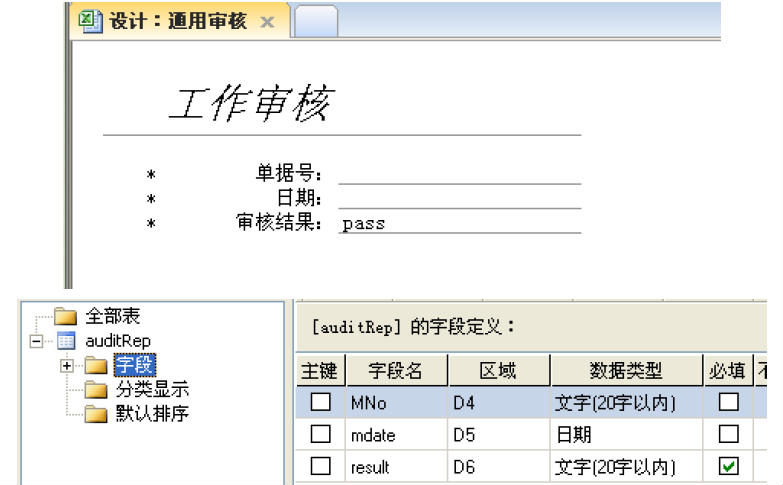 设计：通用审核
工作审核
* 单据号：
* 日期：
* 审核结果： pass
全部表
auditRep
字段
分类显示
默认排序
[auditRep] 的字段定义：
主键 字段名 区域 数据类型 必填 不
MNo D4 文字(20字以内)
mdate D5 日期
result D6 文字(20字以内)